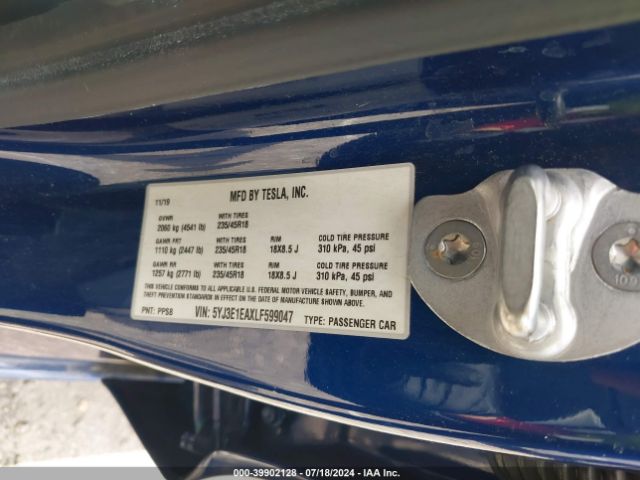 11/19 MFD BY TESLA, INC.
GVWR WITH TIRES
2060 kg (4541 lb) 235/45R18
GAWR FRT WITH TIRES RIM COLD TIRE PRESSURE
1110 kg (2447 lb) 235/45R18 18X8.5 J 310 kPa, 45 psi
GAWR RR WITH TIRES RIM COLD TIRE PRESSURE
1257 kg (2771 lb) 235/45R18 18X8.5 J 310 kPa, 45 psi
THIS VEHICLE CONFORMS TO ALL APPLICABLE U.S. FEDERAL MOTOR VEHICLE SAFETY, BUMPER, AND
THEFT PREVENTION STANDARDS IN EFFECT ON THE DATE OF MANUFACTURE SHOWN ABOVE.
PNT: PPSB VIN: 5YJ3E1EAXLF599047 TYPE: PASSENGER CAR
000-39902128 - 07/18/2024 - IAA Inc.